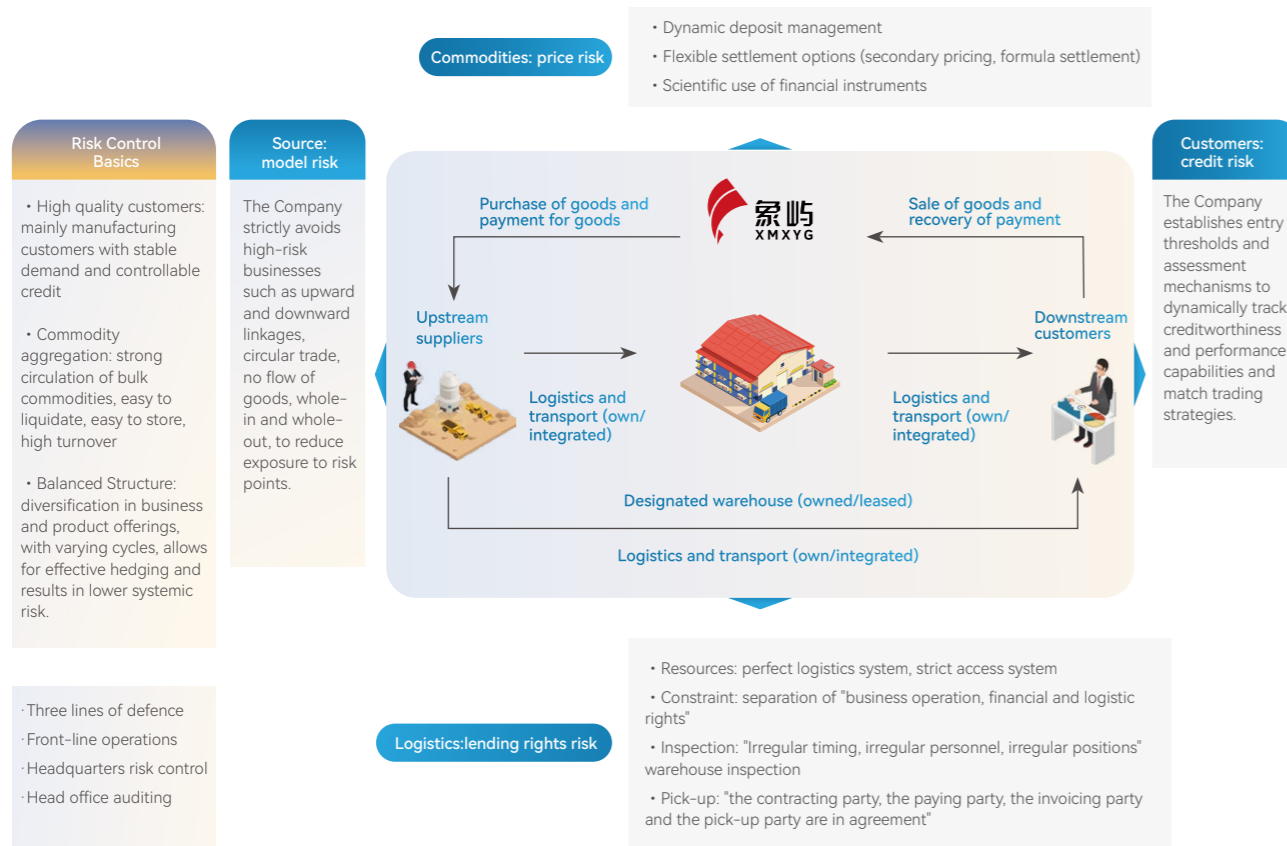 Commodities: price risk
• Dynamic deposit management
• Flexible settlement options (secondary pricing, formula settlement)
• Scientific use of financial instruments
Risk Control
Basics
• High quality customers:
mainly manufacturing
customers with stable
demand and controllable
credit
• Commodity
aggregation: strong
circulation of bulk
commodities, easy to
liquidate, easy to store,
high turnover
• Balanced Structure:
diversification in business
and product offerings,
with varying cycles, allows
for effective hedging and
results in lower systemic
risk.
Source:
model risk
The Company
strictly avoids
high-risk
businesses
such as upward
and downward
linkages,
circular trade,
no flow of
goods, whole-
in and whole-
out, to reduce
exposure to risk
points.
Purchase of goods and
payment for goods
象屿
XMXYG
Sale of goods and
recovery of payment
Upstream
suppliers
Downstream
customers
Logistics and
transport (own/
integrated)
Logistics and
transport (own/
integrated)
Designated warehouse (owned/leased)
Logistics and transport (own/integrated)
Customers:
credit risk
The Company
establishes entry
thresholds and
assessment
mechanisms to
dynamically track
creditworthiness
and performance
capabilities and
match trading
strategies.
·Three lines of defence
·Front-line operations
·Headquarters risk control
·Head office auditing
Logistics:lending rights risk
• Resources: perfect logistics system, strict access system
• Constraint: separation of "business operation, financial and logistic
rights"
• Inspection: "Irregular timing, irregular personnel, irregular positions"
warehouse inspection
• Pick-up: "the contracting party, the paying party, the invoicing party
and the pick-up party are in agreement"